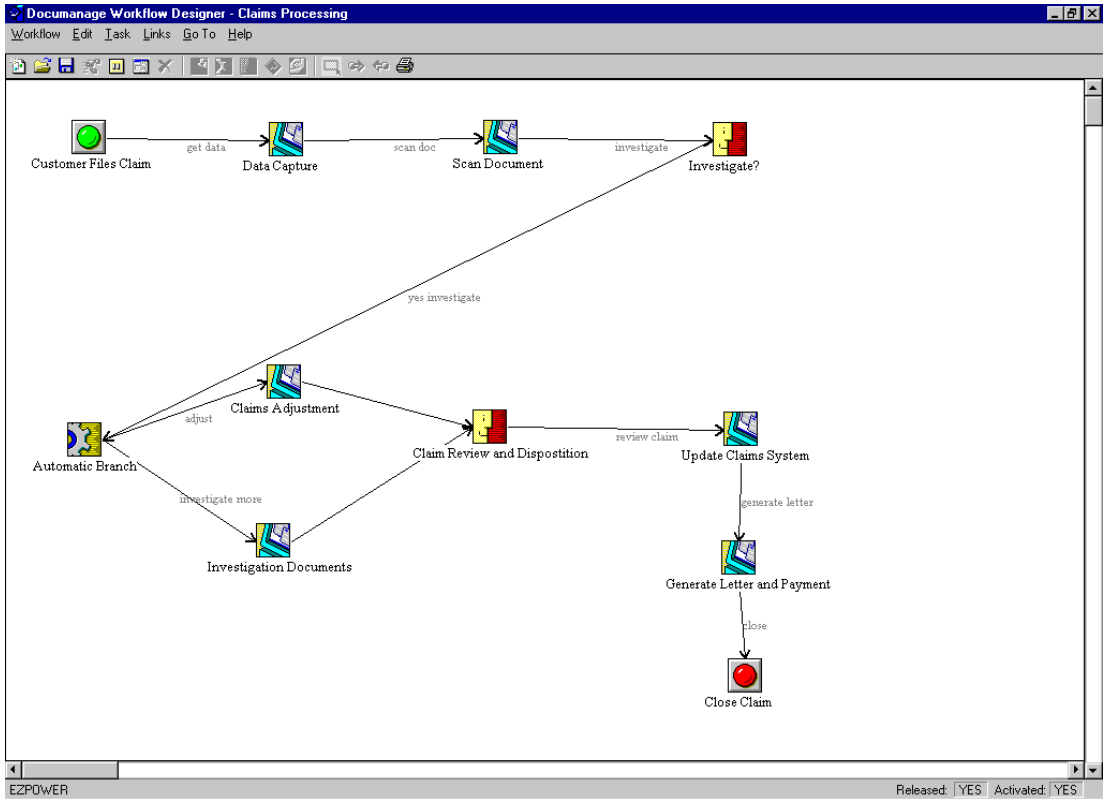 Documanage Workflow Designer - Claims Processing
Workflow Edit Task Links Go To Help
get data
scan doc
investigate
Customer Files Claim
Data Capture
Scan Document
Investigate?
yes investigate
Claims Adjustment
adjust
review claim
Automatic Branch
Claim Review and Dispostition
Update Claims System
investigate more
generate letter
Investigation Documents
Generate Letter and Payment
close
Close Claim
EZPOWER
Released: YES Activated: YES